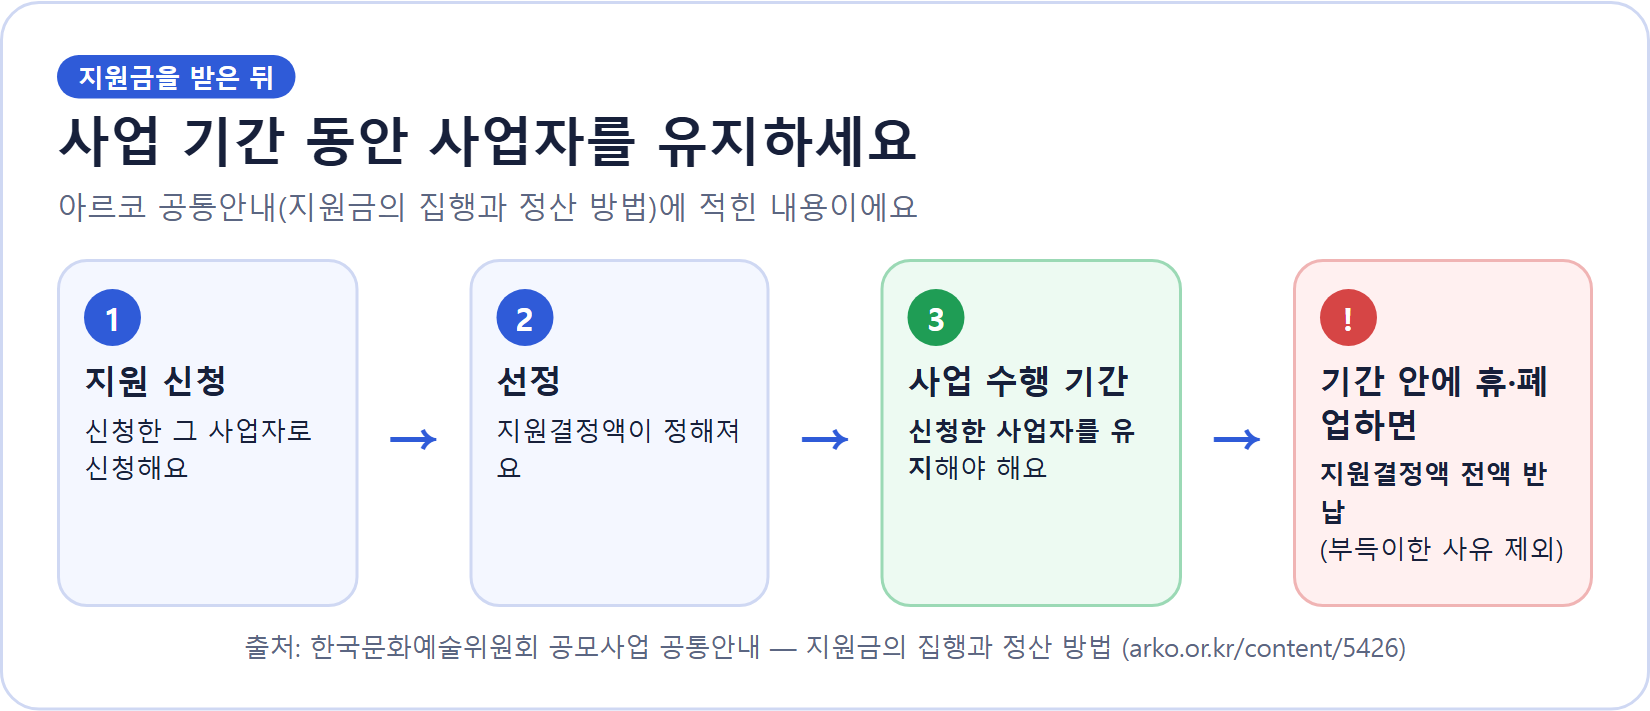 지원금을 받은 뒤
사업 기간 동안 사업자를 유지하세요
아르코 공통안내(지원금의 집행과 정산 방법)에 적힌 내용이에요
1
지원 신청
신청한 그 사업자로
신청해요
→
2
선정
지원결정액이 정해져
요
→
3
사업 수행 기간
신청한 사업자를 유
지해야 해요
→
!
기간 안에 휴·폐
업하면
지원결정액 전액 반
납
(부득이한 사유 제외)
출처: 한국문화예술위원회 공모사업 공통안내 — 지원금의 집행과 정산 방법 (arko.or.kr/content/5426)